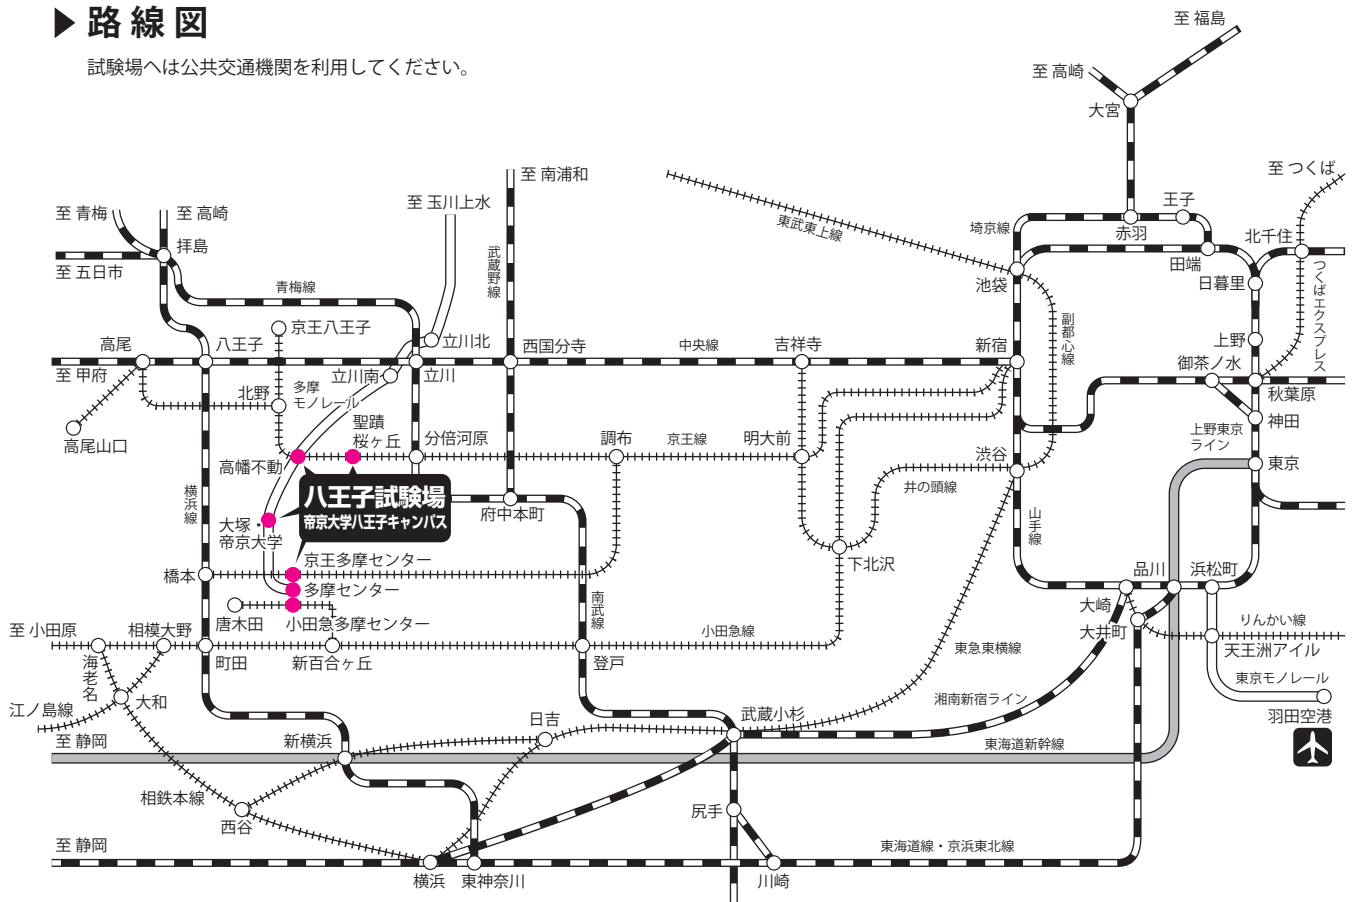 路線図
試験場へは公共交通機関を利用してください。
至 福島
至 高崎
大宮
至 つくば
至 南浦和
至 玉川上水
至 青梅
至 高崎
拝島
至 五日市
東武東上線
埼京線
赤羽
王子
田端
北千住
日暮里
池袋
武蔵野線
青梅線
つくばエクスプレス
副都心線
京王八王子
高尾
八王子
立川北
西国分寺
中央線
吉祥寺
新宿
上野
御茶ノ水
至 甲府
立川南
立川
北野
多摩
モノレール
秋葉原
高尾山口
聖蹟
桜ヶ丘
分倍河原
調布
京王線
明大前
渋谷
上野東京
ライン
神田
東京
高幡不動
井の頭線
横浜線
八王子試験場
帝京大学八王子キャンパス
大塚・
帝京大学
府中本町
山手線
下北沢
京王多摩センター
橋本
多摩センター
唐木田
小田急多摩センター
南武線
品川
浜松町
大崎
大井町
りんかい線
天王洲アイル
至 小田原
相模大野
小田急線
海老名
町田
新百合ヶ丘
登戸
東急東横線
東京モノレール
大和
江ノ島線
湘南新宿ライン
羽田空港
日吉
武蔵小杉
至 静岡
新横浜
東海道新幹線
相鉄本線
西谷
尻手
至 静岡
東海道線・京浜東北線
横浜
東神奈川
川崎